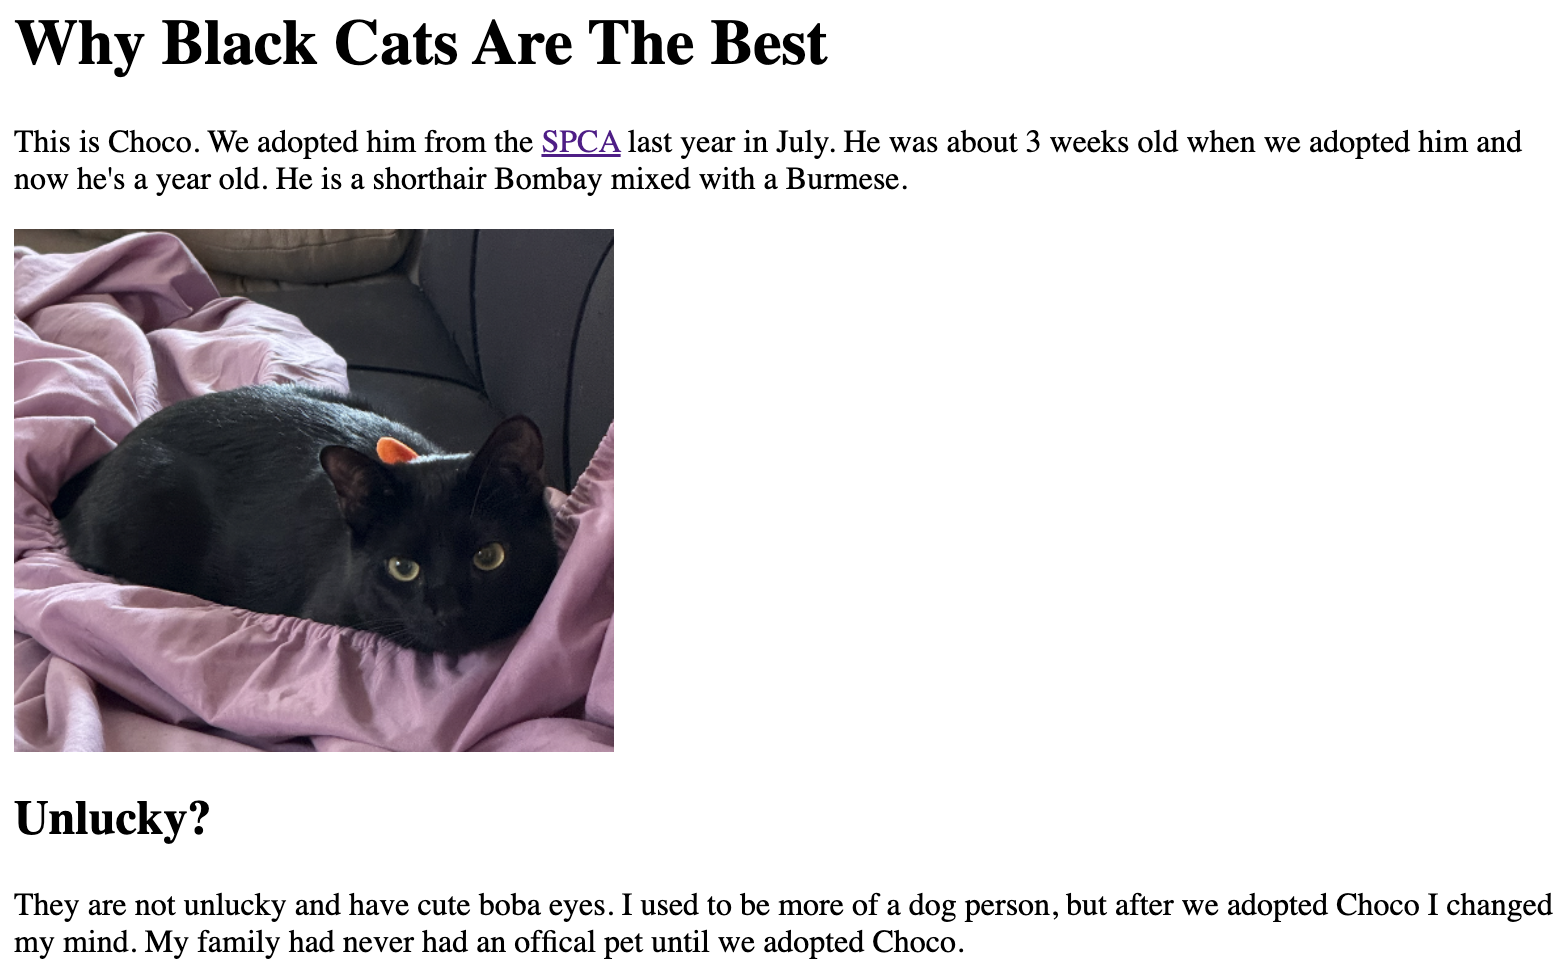 Why Black Cats Are The Best
This is Choco. We adopted him from the SPCA last year in July. He was about 3 weeks old when we adopted him and
now he's a year old. He is a shorthair Bombay mixed with a Burmese.
Unlucky?
They are not unlucky and have cute boba eyes. I used to be more of a dog person, but after we adopted Choco I changed
my mind. My family had never had an offical pet until we adopted Choco.